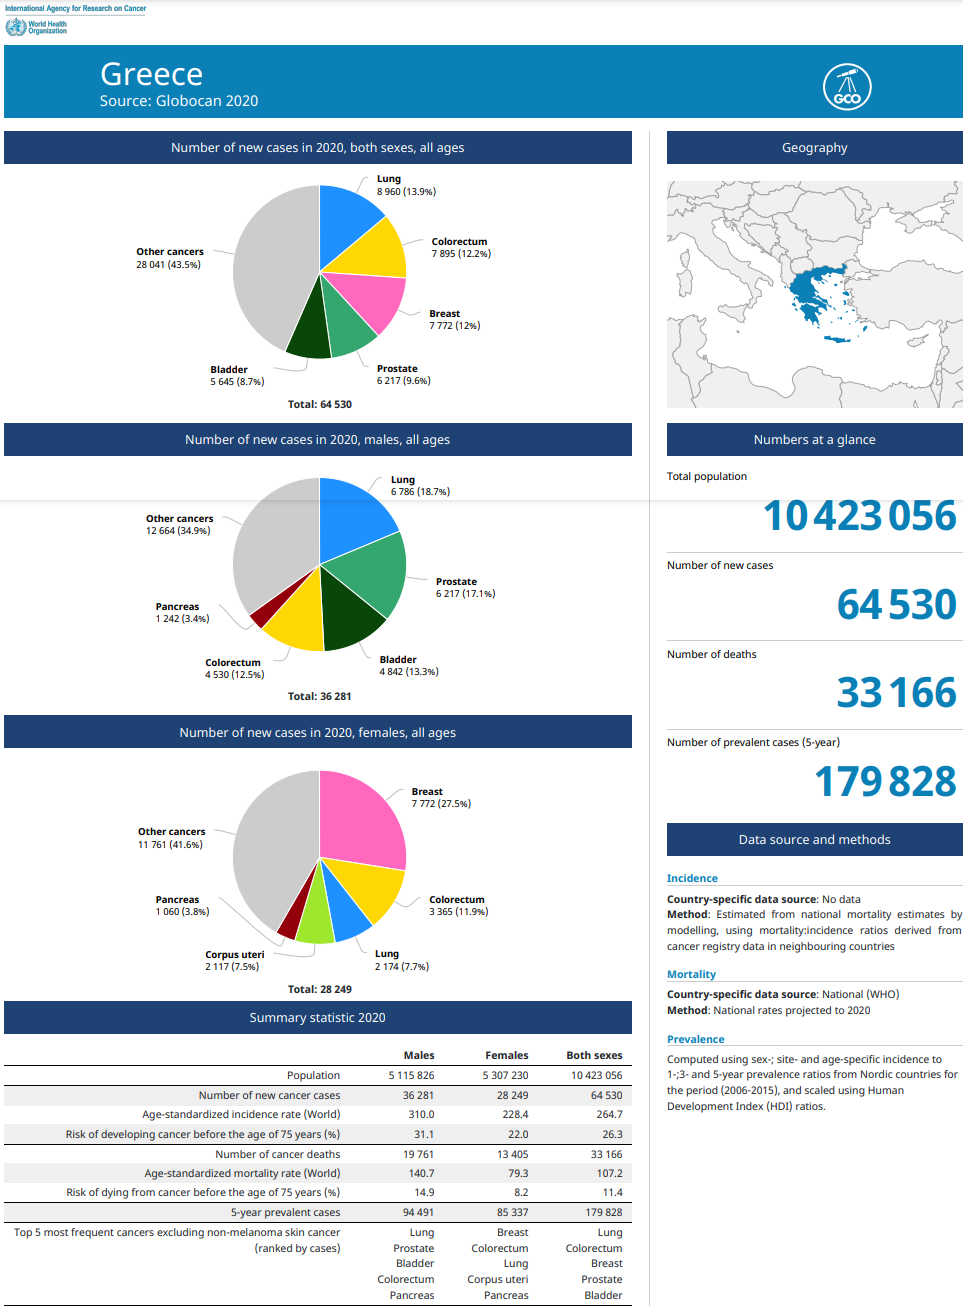 International Agency for Research on Cancer
World Health
Organization
Greece
Source: Globocan 2020
GCO
Number of new cases in 2020, both sexes, all ages
Lung
8 960 (13.9%)
Colorectum
7 895 (12.2%)
Breast
7 772 (12%)
Prostate
6 217 (9.6%)
Bladder
5 645 (8.7%)
Other cancers
28 041 (43.5%)
Total: 64 530
Number of new cases in 2020, males, all ages
Lung
6 786 (18.7%)
Prostate
6 217 (17.1%)
Bladder
4 842 (13.3%)
Colorectum
4 530 (12.5%)
Pancreas
1 242 (3.4%)
Other cancers
12 664 (34.9%)
Total: 36 281
Number of new cases in 2020, females, all ages
Breast
7 772 (27.5%)
Colorectum
3 365 (11.9%)
Lung
2 174 (7.7%)
Corpus uteri
2 117 (7.5%)
Pancreas
1 060 (3.8%)
Other cancers
11 761 (41.6%)
Total: 28 249
Summary statistic 2020
Males Females Both sexes
Population 5 115 826 5 307 230 10 423 056
Number of new cancer cases 36 281 28 249 64 530
Age-standardized incidence rate (World) 310.0 228.4 264.7
Risk of developing cancer before the age of 75 years (%) 31.1 22.0 26.3
Number of cancer deaths 19 761 13 405 33 166
Age-standardized mortality rate (World) 140.7 79.3 107.2
Risk of dying from cancer before the age of 75 years (%) 14.9 8.2 11.4
5-year prevalent cases 94 491 85 337 179 828
Top 5 most frequent cancers excluding non-melanoma skin cancer Lung Breast Lung
(ranked by cases) Prostate Colorectum Colorectum
Bladder Lung Breast
Colorectum Corpus uteri Prostate
Pancreas Pancreas Bladder
Geography
Numbers at a glance
Total population
10 423 056
Number of new cases
64 530
Number of deaths
33 166
Number of prevalent cases (5-year)
179 828
Data source and methods
Incidence
Country-specific data source: No data
Method: Estimated from national mortality estimates by
modelling, using mortality:incidence ratios derived from
cancer registry data in neighbouring countries
Mortality
Country-specific data source: National (WHO)
Method: National rates projected to 2020
Prevalence
Computed using sex-; site- and age-specific incidence to
1-;3- and 5-year prevalence ratios from Nordic countries for
the period (2006-2015), and scaled using Human
Development Index (HDI) ratios.